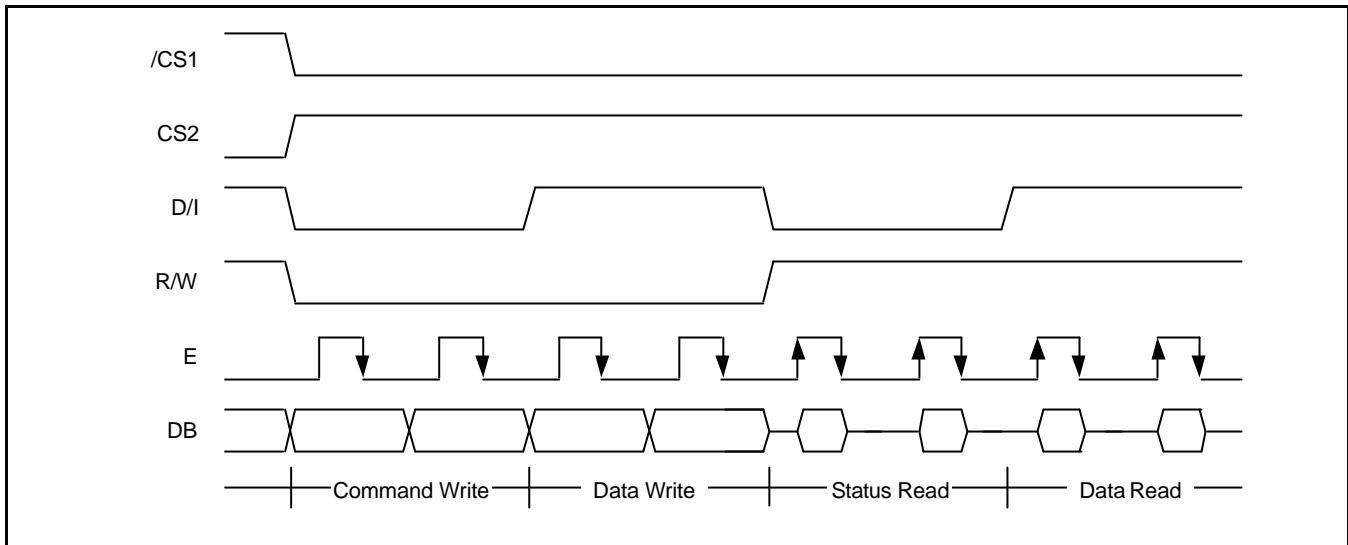 /CS1
CS2
D/I
R/W
E
DB
Command Write
Data Write
Status Read
Data Read